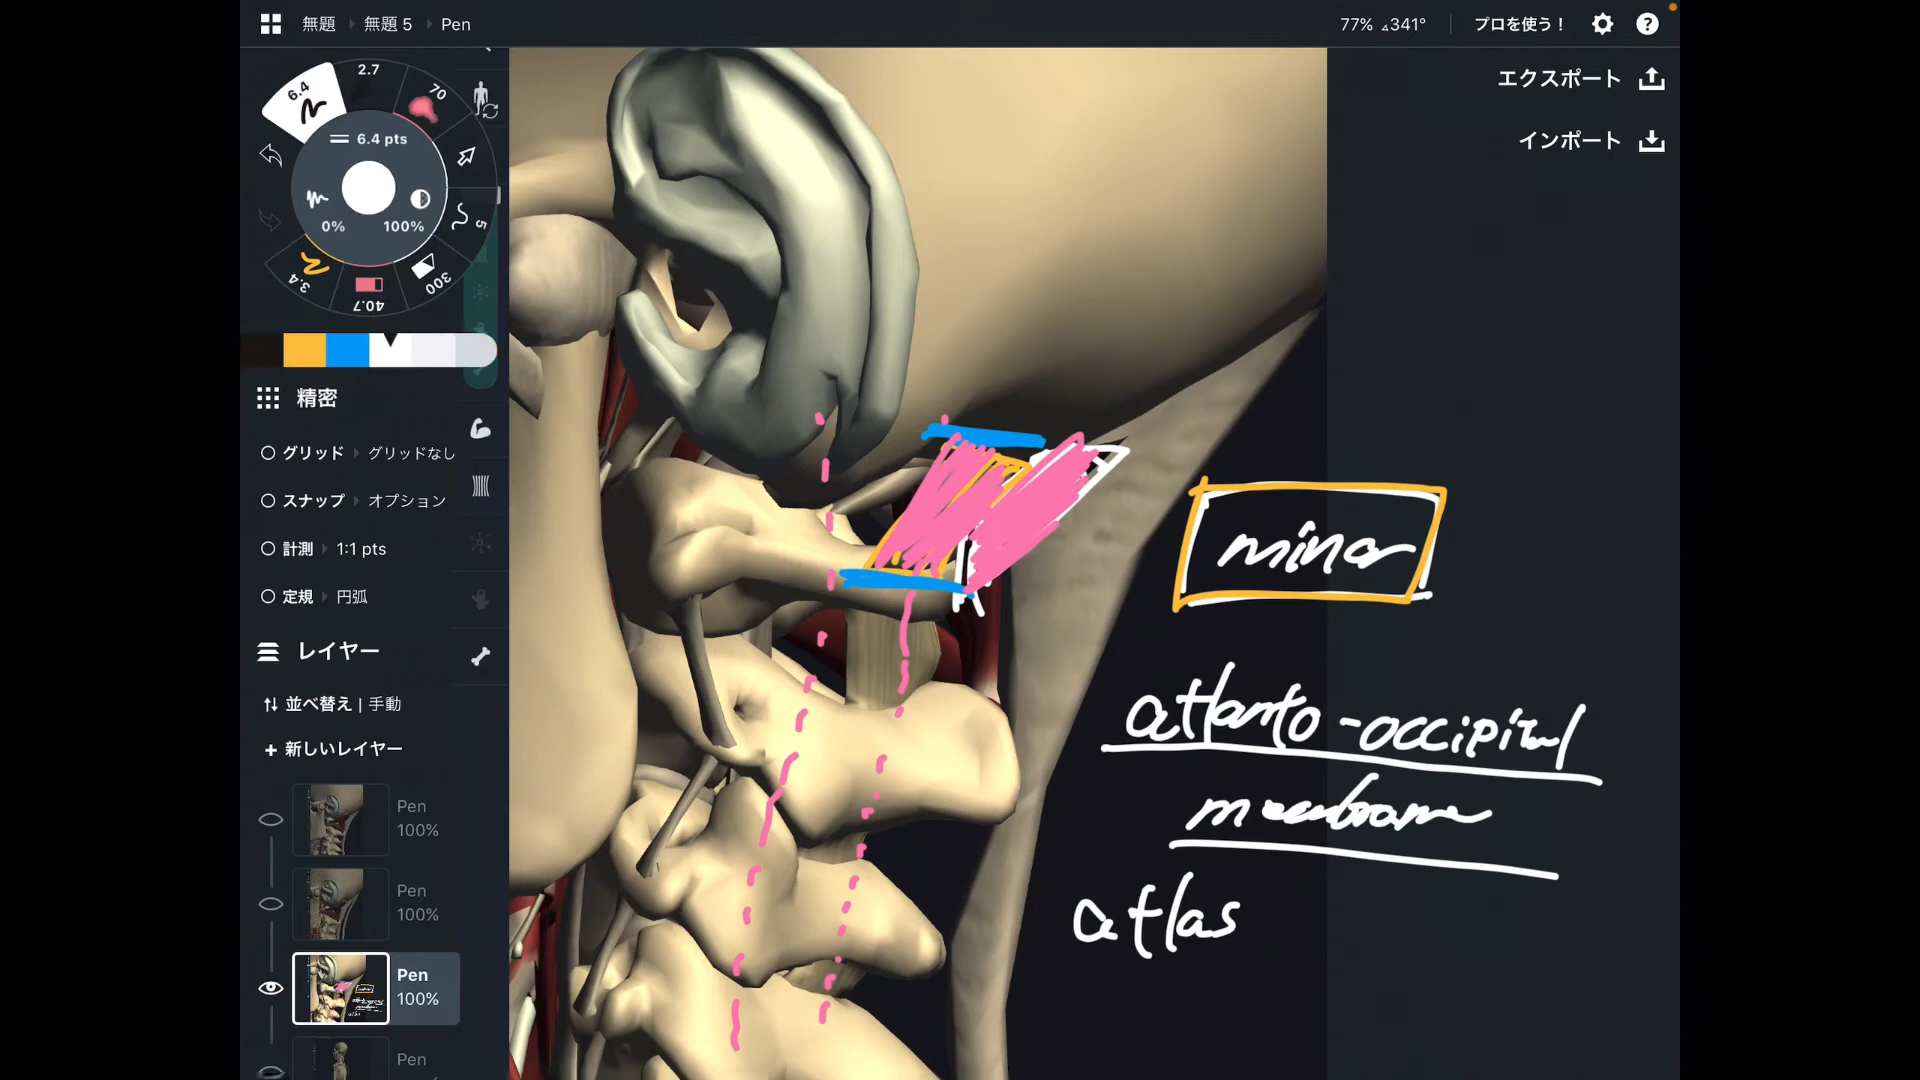 無題 無題 5 Pen
77% ⊿341° プロを使う！
エクスポート
インポート
2.7
6.4
70
6.4 pts
5
0% 100%
3.4
40.7
300
精密
グリッド グリッドなし
スナップ オプション
計測 1:1 pts
定規 円弧
レイヤー
並べ替え | 手動
+ 新しいレイヤー
Pen
100%
Pen
100%
Pen
100%
Pen
minor
atlanto-occipital
membrane
atlas